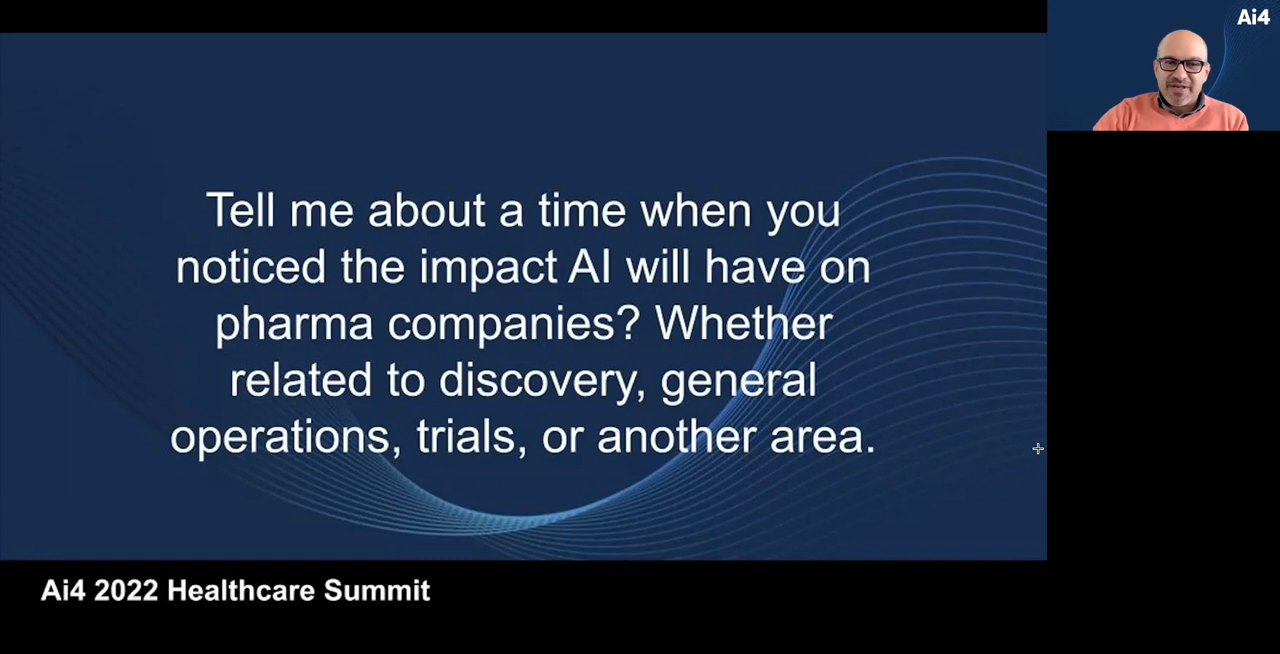 Ai4
Tell me about a time when you
noticed the impact AI will have on
pharma companies? Whether
related to discovery, general
operations, trials, or another area.
Ai4 2022 Healthcare Summit